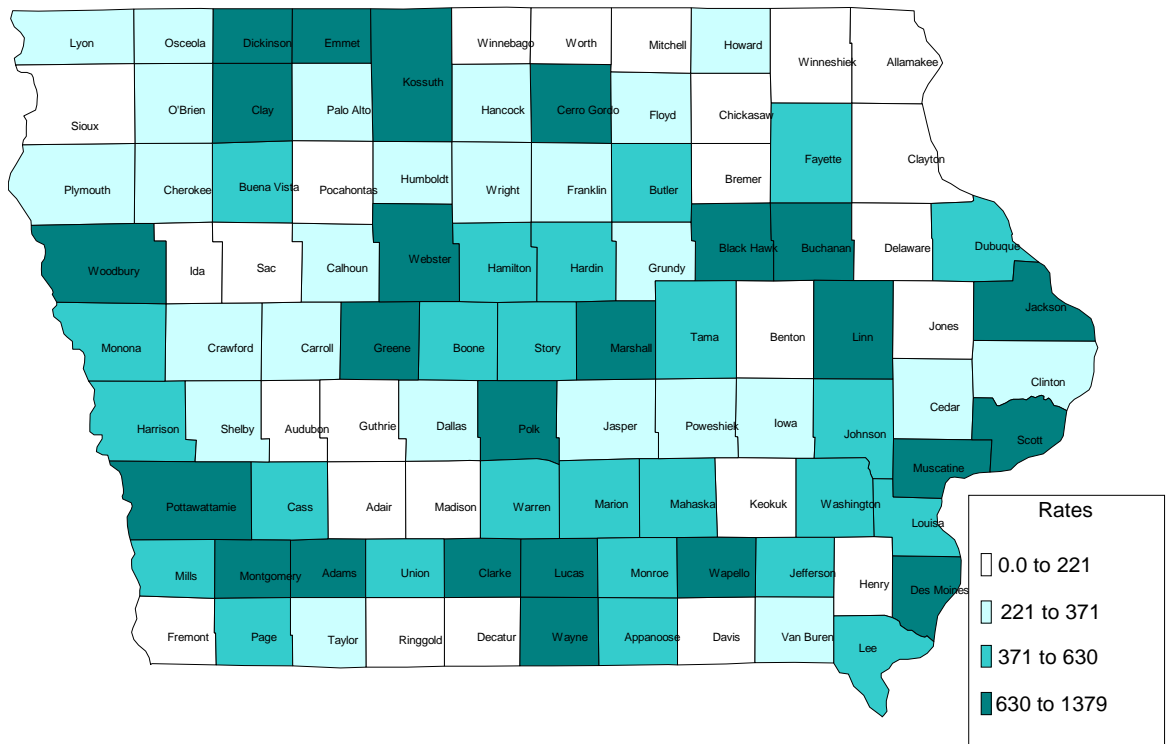 Lyon
Osceola
Dickinson
Emmet
Kossuth
Winnebago
Worth
Mitchell
Howard
Winneshiek
Allamakee
Sioux
O'Brien
Clay
Palo Alto
Hancock
Cerro Gordo
Floyd
Chickasaw
Fayette
Clayton
Plymouth
Cherokee
Buena Vista
Pocahontas
Humboldt
Wright
Franklin
Butler
Bremer
Woodbury
Ida
Sac
Calhoun
Webster
Hamilton
Hardin
Grundy
Black Hawk
Buchanan
Delaware
Dubuque
Monona
Crawford
Carroll
Greene
Boone
Story
Marshall
Tama
Benton
Linn
Jones
Jackson
Clinton
Harrison
Shelby
Audubon
Guthrie
Dallas
Polk
Jasper
Poweshiek
Iowa
Johnson
Cedar
Scott
Muscatine
Pottawattamie
Cass
Adair
Madison
Warren
Marion
Mahaska
Keokuk
Washington
Louisa
Mills
Montgomery
Adams
Union
Clarke
Lucas
Monroe
Wapello
Jefferson
Henry
Des Moines
Fremont
Page
Taylor
Ringgold
Decatur
Wayne
Appanoose
Davis
Van Buren
Lee
Rates
0.0 to 221
221 to 371
371 to 630
630 to 1379